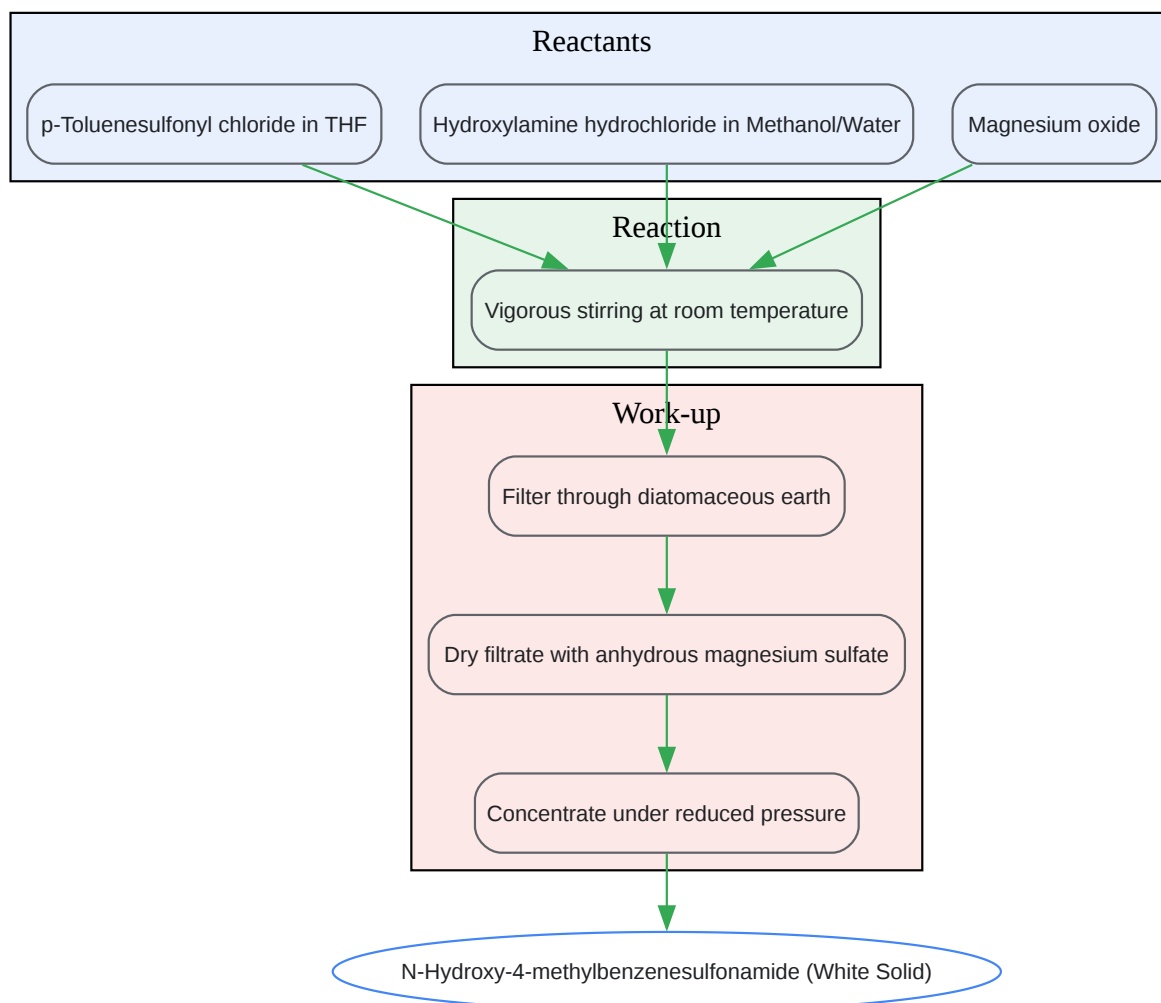 Reactants
p-Toluenesulfonyl chloride in THF
Hydroxylamine hydrochloride in Methanol/Water
Magnesium oxide
Reaction
Vigorous stirring at room temperature
Work-up
Filter through diatomaceous earth
Dry filtrate with anhydrous magnesium sulfate
Concentrate under reduced pressure
N-Hydroxy-4-methylbenzenesulfonamide (White Solid)